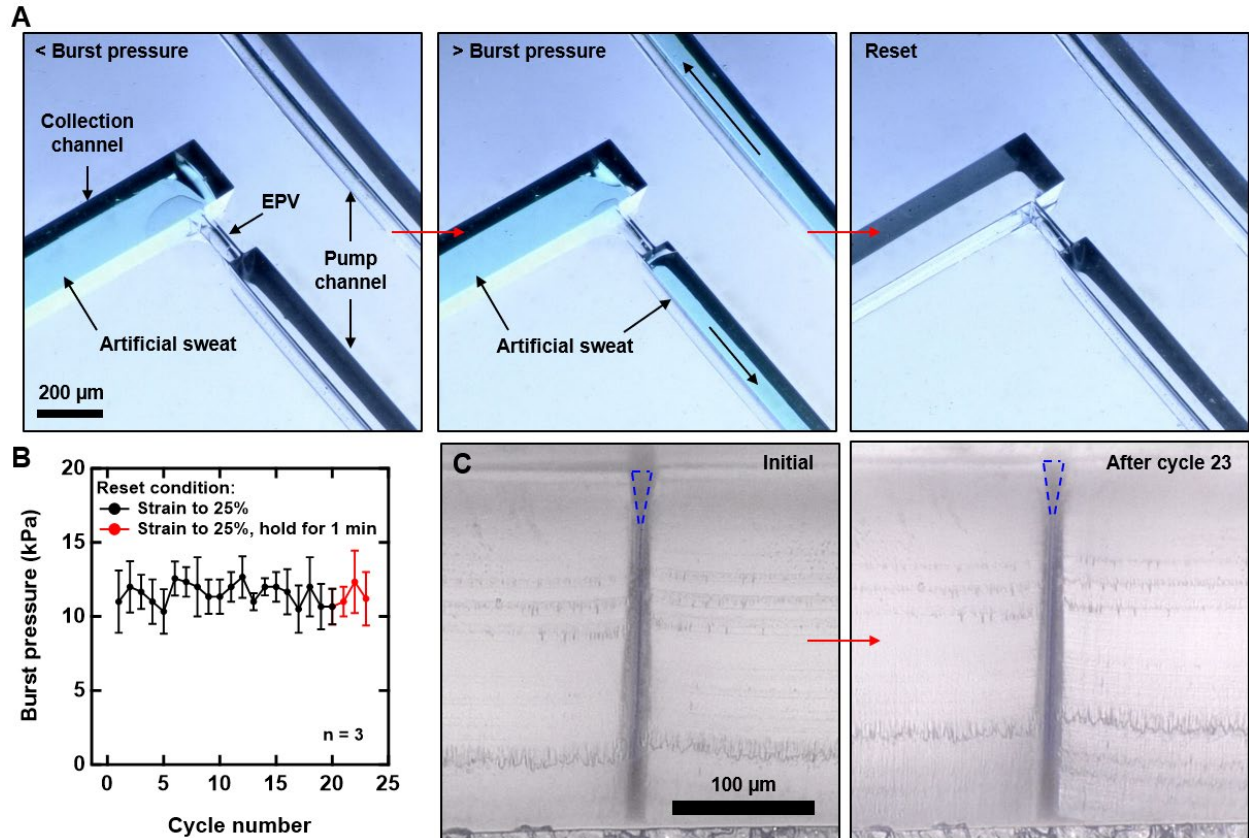 A
< Burst pressure
Collection
channel
EPV
Pump
channel
Artificial sweat
200 µm
> Burst pressure
Artificial sweat
Reset
B
20
15
10
5
0
Burst pressure (kPa)
Reset condition:
Strain to 25%
Strain to 25%, hold for 1 min
n = 3
0
5
10
15
20
25
Cycle number
C
Initial
100 µm
After cycle 23